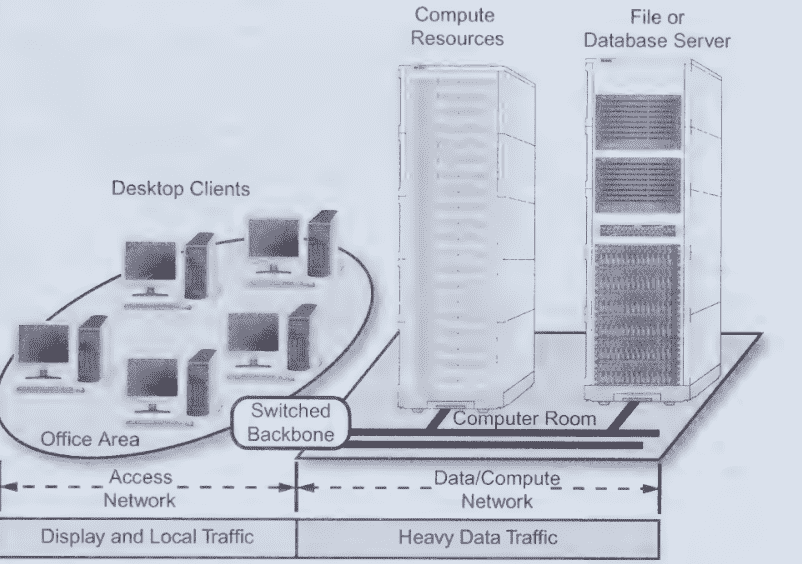 Compute
Resources
File or
Database Server
Desktop Clients
Office Area
Switched
Backbone
Computer Room
Access
Network
Data/Compute
Network
Display and Local Traffic
Heavy Data Traffic